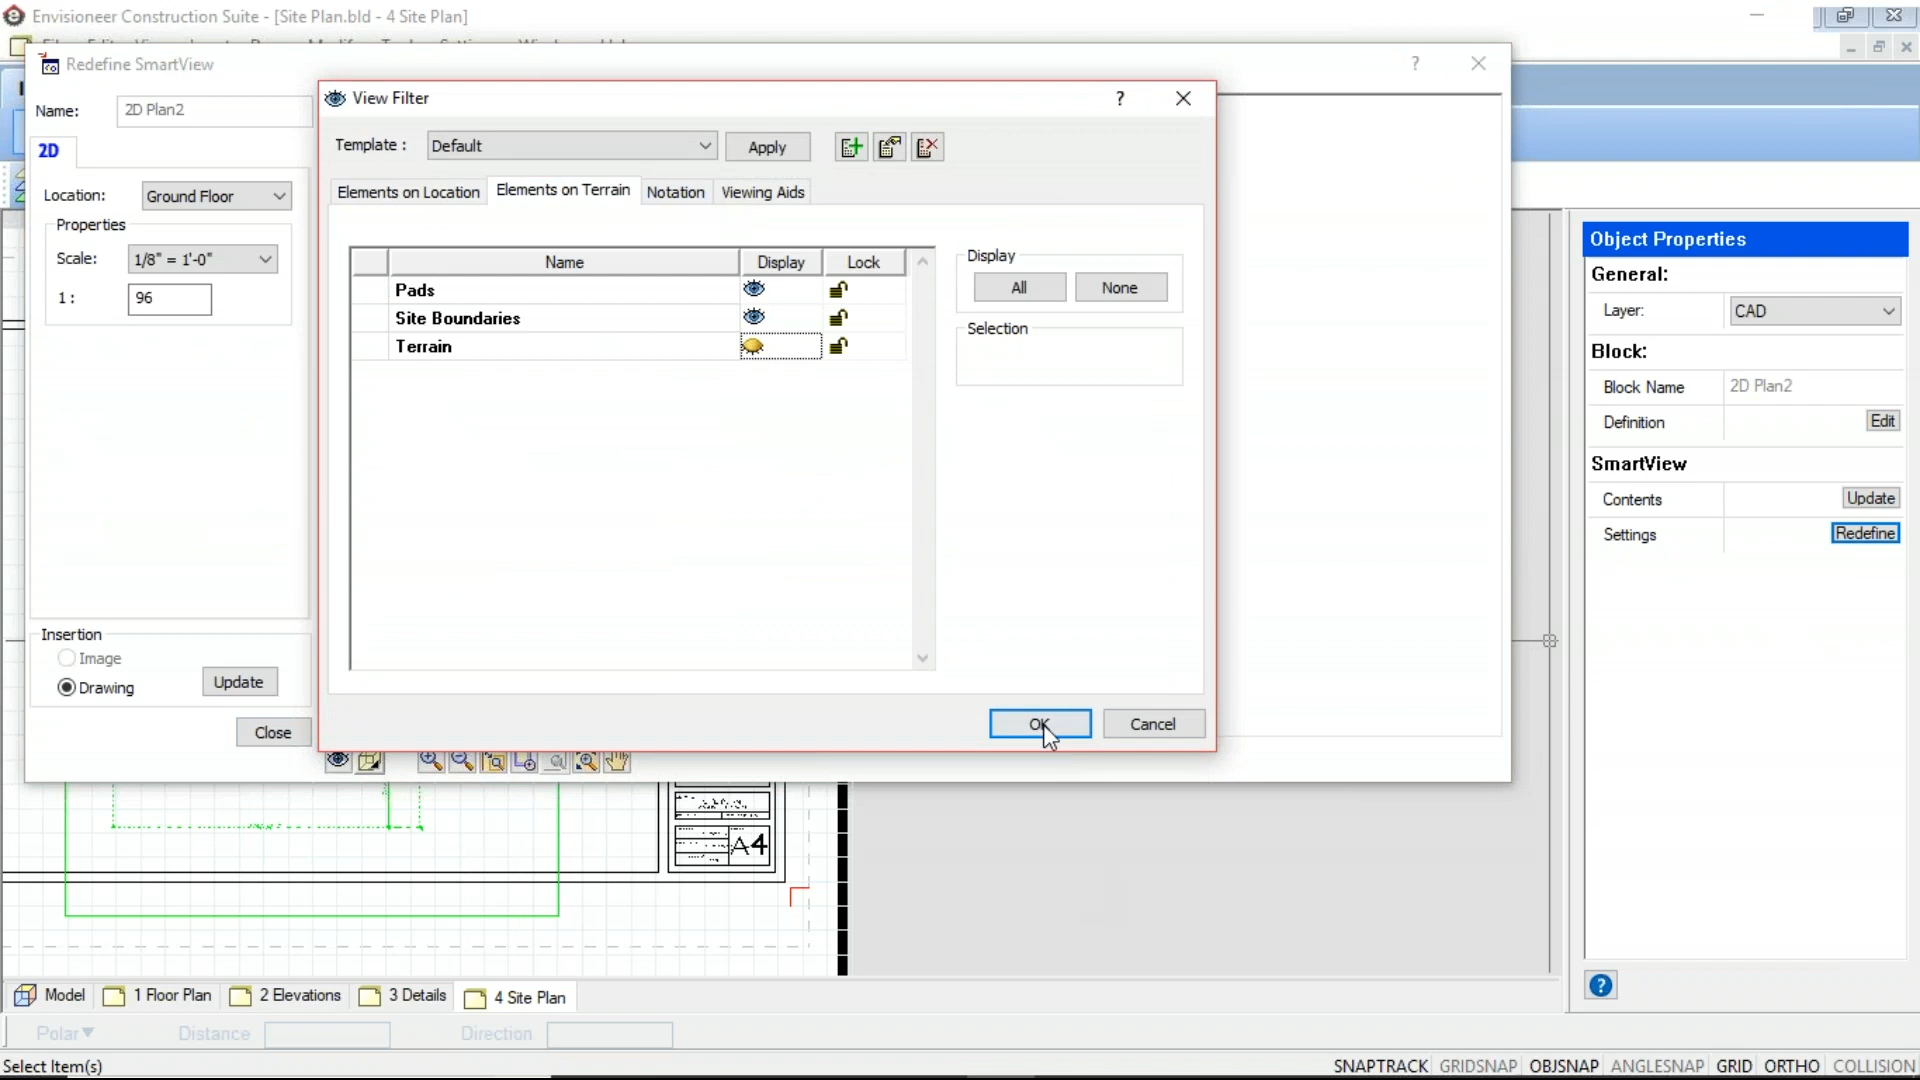 Envisioneer Construction Suite - [Site Plan.bld - 4 Site Plan]
Redefine SmartView
?
Name:
2D Plan2
2D
Location:
Ground Floor
Properties
Scale:
1/8" = 1'-0"
1 :
96
Insertion
Image
Drawing
Update
Close
View Filter
?
Template :
Default
Apply
Elements on Location
Elements on Terrain
Notation
Viewing Aids
Name
Display
Lock
Pads
Site Boundaries
Terrain
Display
All
None
Selection
OK
Cancel
Object Properties
General:
Layer:
CAD
Block:
Block Name
2D Plan2
Definition
Edit
SmartView
Contents
Update
Settings
Redefine
?
A4
Model
1 Floor Plan
2 Elevations
3 Details
4 Site Plan
Polar
Distance
Direction
Select Item(s)
SNAPTRACK GRIDSNAP OBJSNAP ANGLESNAP GRID ORTHO COLLISION